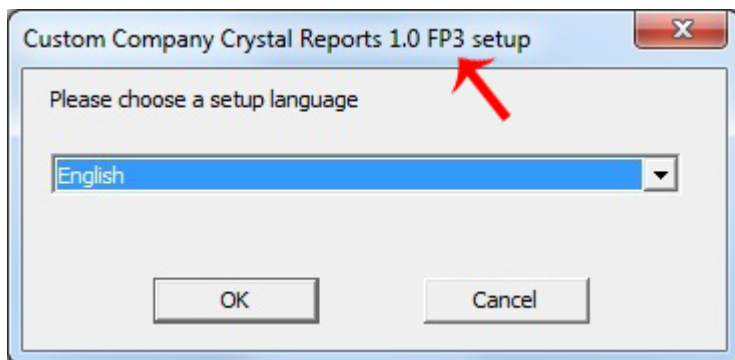 Custom Company Crystal Reports 1.0 FP3 setup
Please choose a setup language
English
OK Cancel